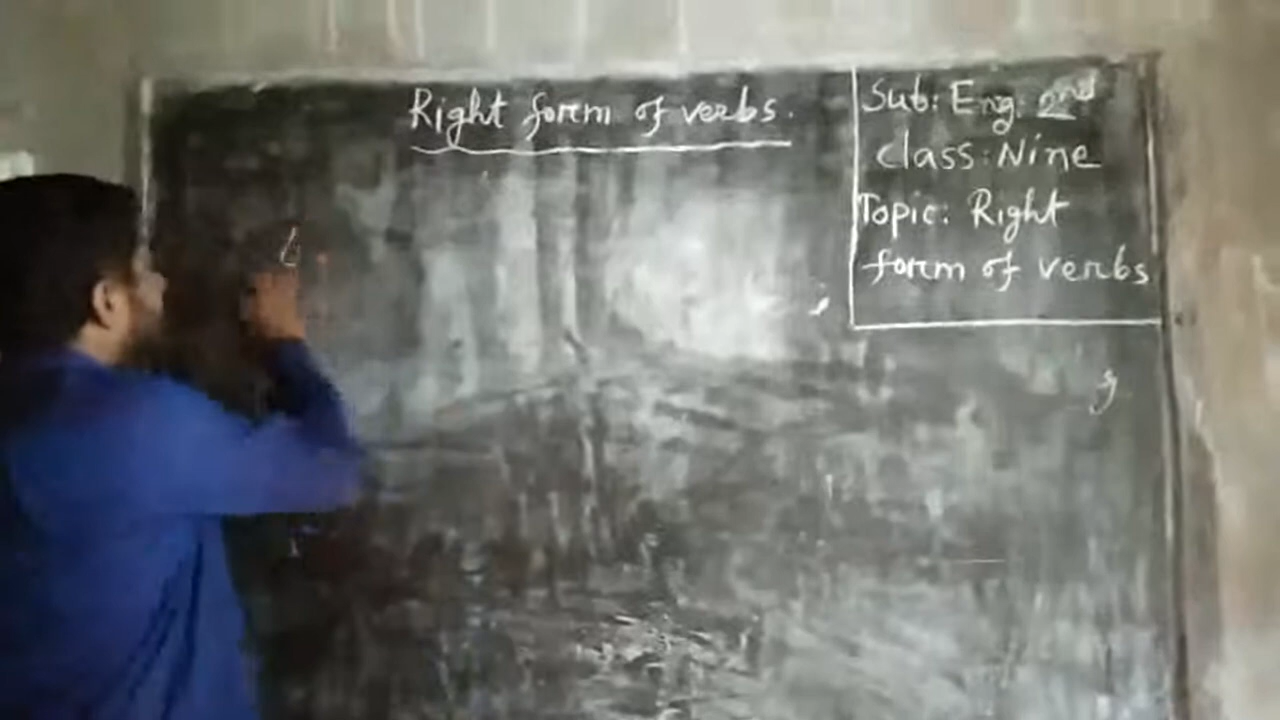 Right form of verbs.
Sub: Eng: 2nd
Class: Nine
Topic: Right
form of verbs